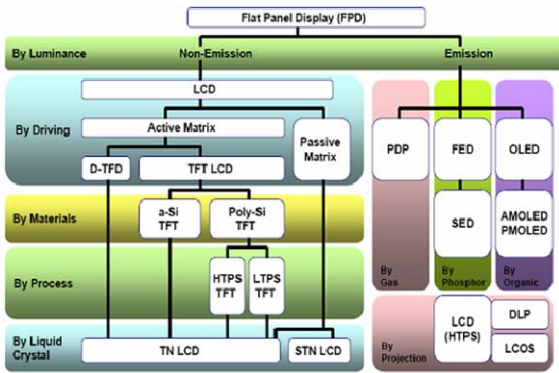 Flat Panel Display (FPD)
By Luminance
Non-Emission
Emission
LCD
By Driving
Active Matrix
Passive
Matrix
D-TFD
TFT LCD
PDP
FED
OLED
By Materials
a-Si
TFT
Poly-Si
TFT
SED
AMOLED
PMOLED
By
Gas
By
Phosphor
By
Organic
By Process
HTPS
TFT
LTPS
TFT
By Liquid
Crystal
TN LCD
STN LCD
By
Projection
LCD
(HTPS)
DLP
LCOS